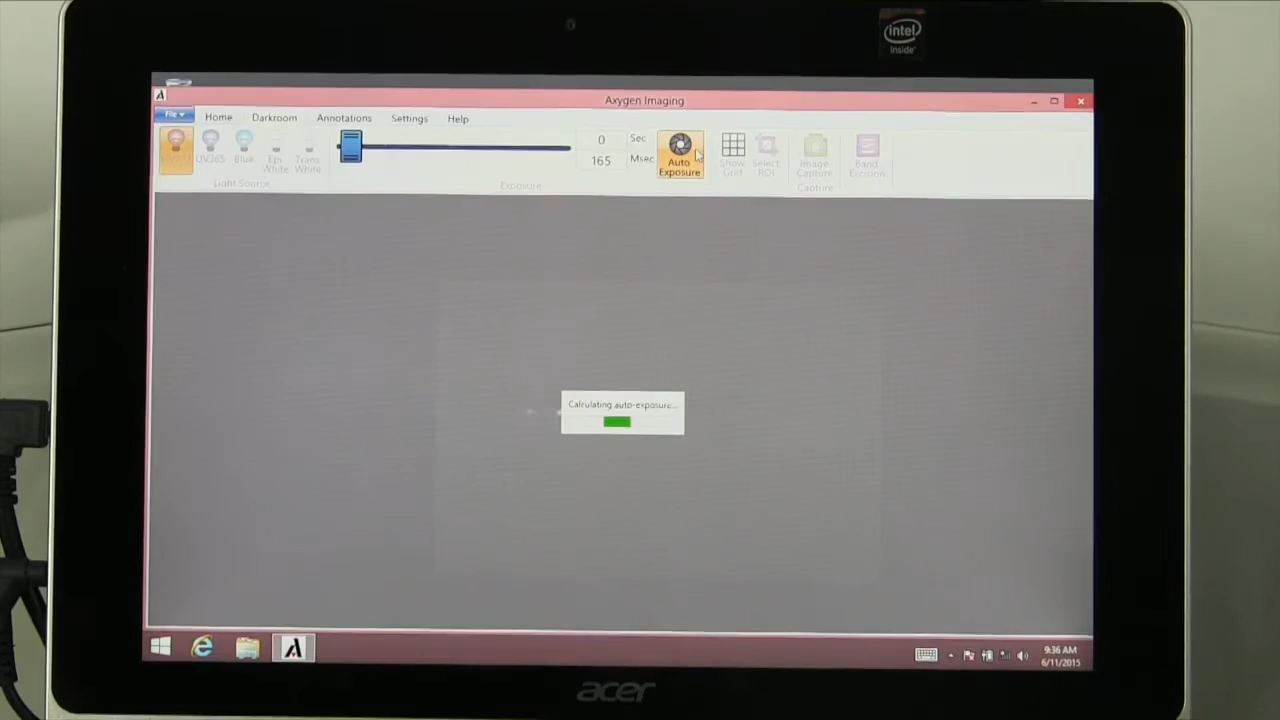 intel
inside
Axygen Imaging
File
Home Darkroom Annotations Settings Help
UV365 Blue Epi White Trans White
Light Source
0 Sec
165 Msec
Exposure
Auto Exposure
Show Grid
Select ROI
Image Capture
Capture
Band
Calculating auto-exposure...
9:36 AM
6/11/2015
acer